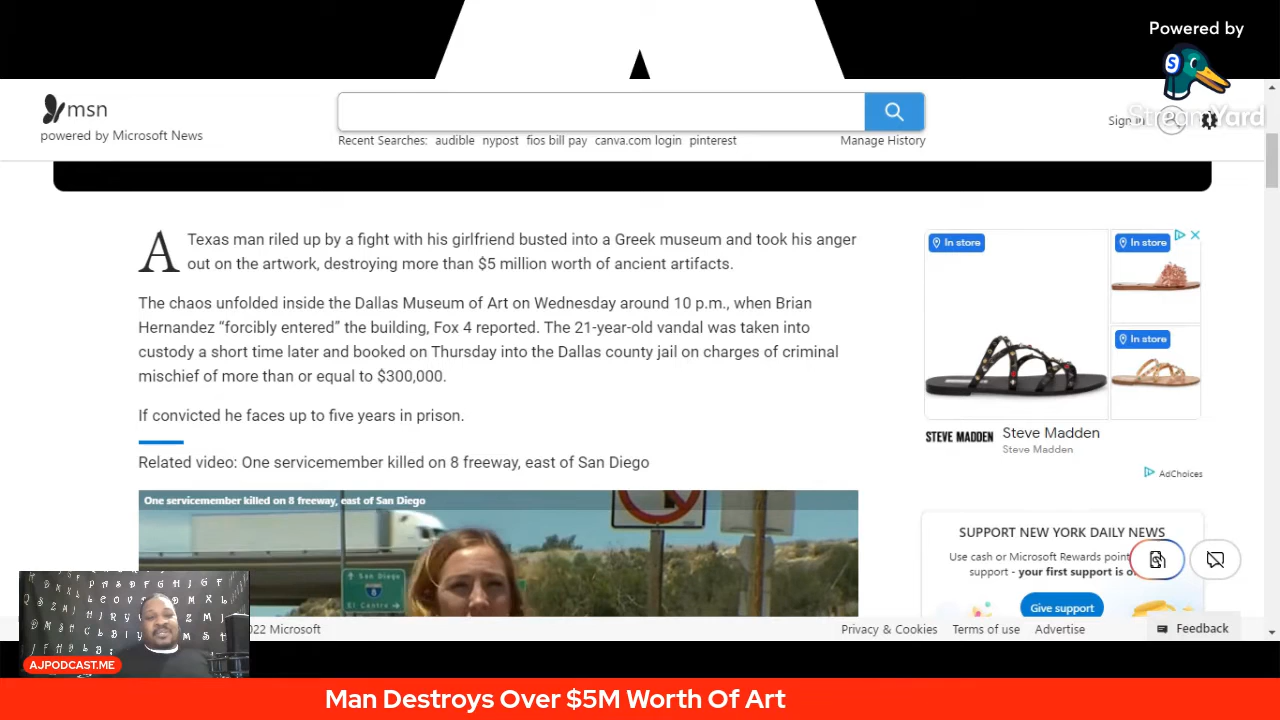 Powered by
S
StreamYard
msn
powered by Microsoft News
Recent Searches: audible nypost fios bill pay canva.com login pinterest
Manage History
Sign in
A Texas man riled up by a fight with his girlfriend busted into a Greek museum and took his anger
out on the artwork, destroying more than $5 million worth of ancient artifacts.
The chaos unfolded inside the Dallas Museum of Art on Wednesday around 10 p.m., when Brian
Hernandez “forcibly entered” the building, Fox 4 reported. The 21-year-old vandal was taken into
custody a short time later and booked on Thursday into the Dallas county jail on charges of criminal
mischief of more than or equal to $300,000.
If convicted he faces up to five years in prison.
Related video: One servicemember killed on 8 freeway, east of San Diego
One servicemember killed on 8 freeway, east of San Diego
San Diego
8
El Centro
In store
In store
In store
STEVE MADDEN
Steve Madden
Steve Madden
AdChoices
SUPPORT NEW YORK DAILY NEWS
Use cash or Microsoft Rewards
support - your first support is
Give support
2022 Microsoft
Privacy & Cookies
Terms of use
Advertise
Feedback
AJPODCAST.ME
Man Destroys Over $5M Worth Of Art